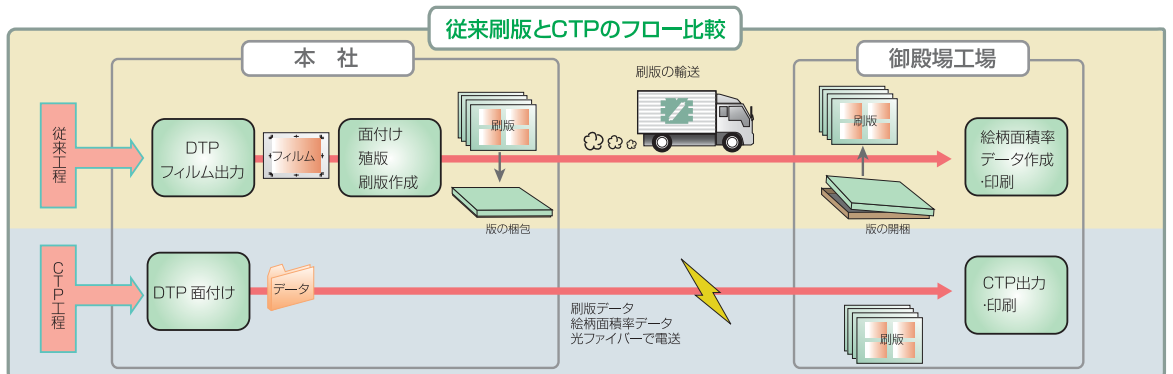 従来刷版とCTPのフロー比較
本 社
御殿場工場
従来工程
DTP
フィルム出力
フィルム
面付け
殖版
刷版作成
刷版
版の梱包
刷版の輸送
刷版
版の開梱
絵柄面積率
データ作成
・印刷
CTP工程
DTP 面付け
データ
刷版データ
絵柄面積率データ
光ファイバーで電送
刷版
CTP出力
・印刷